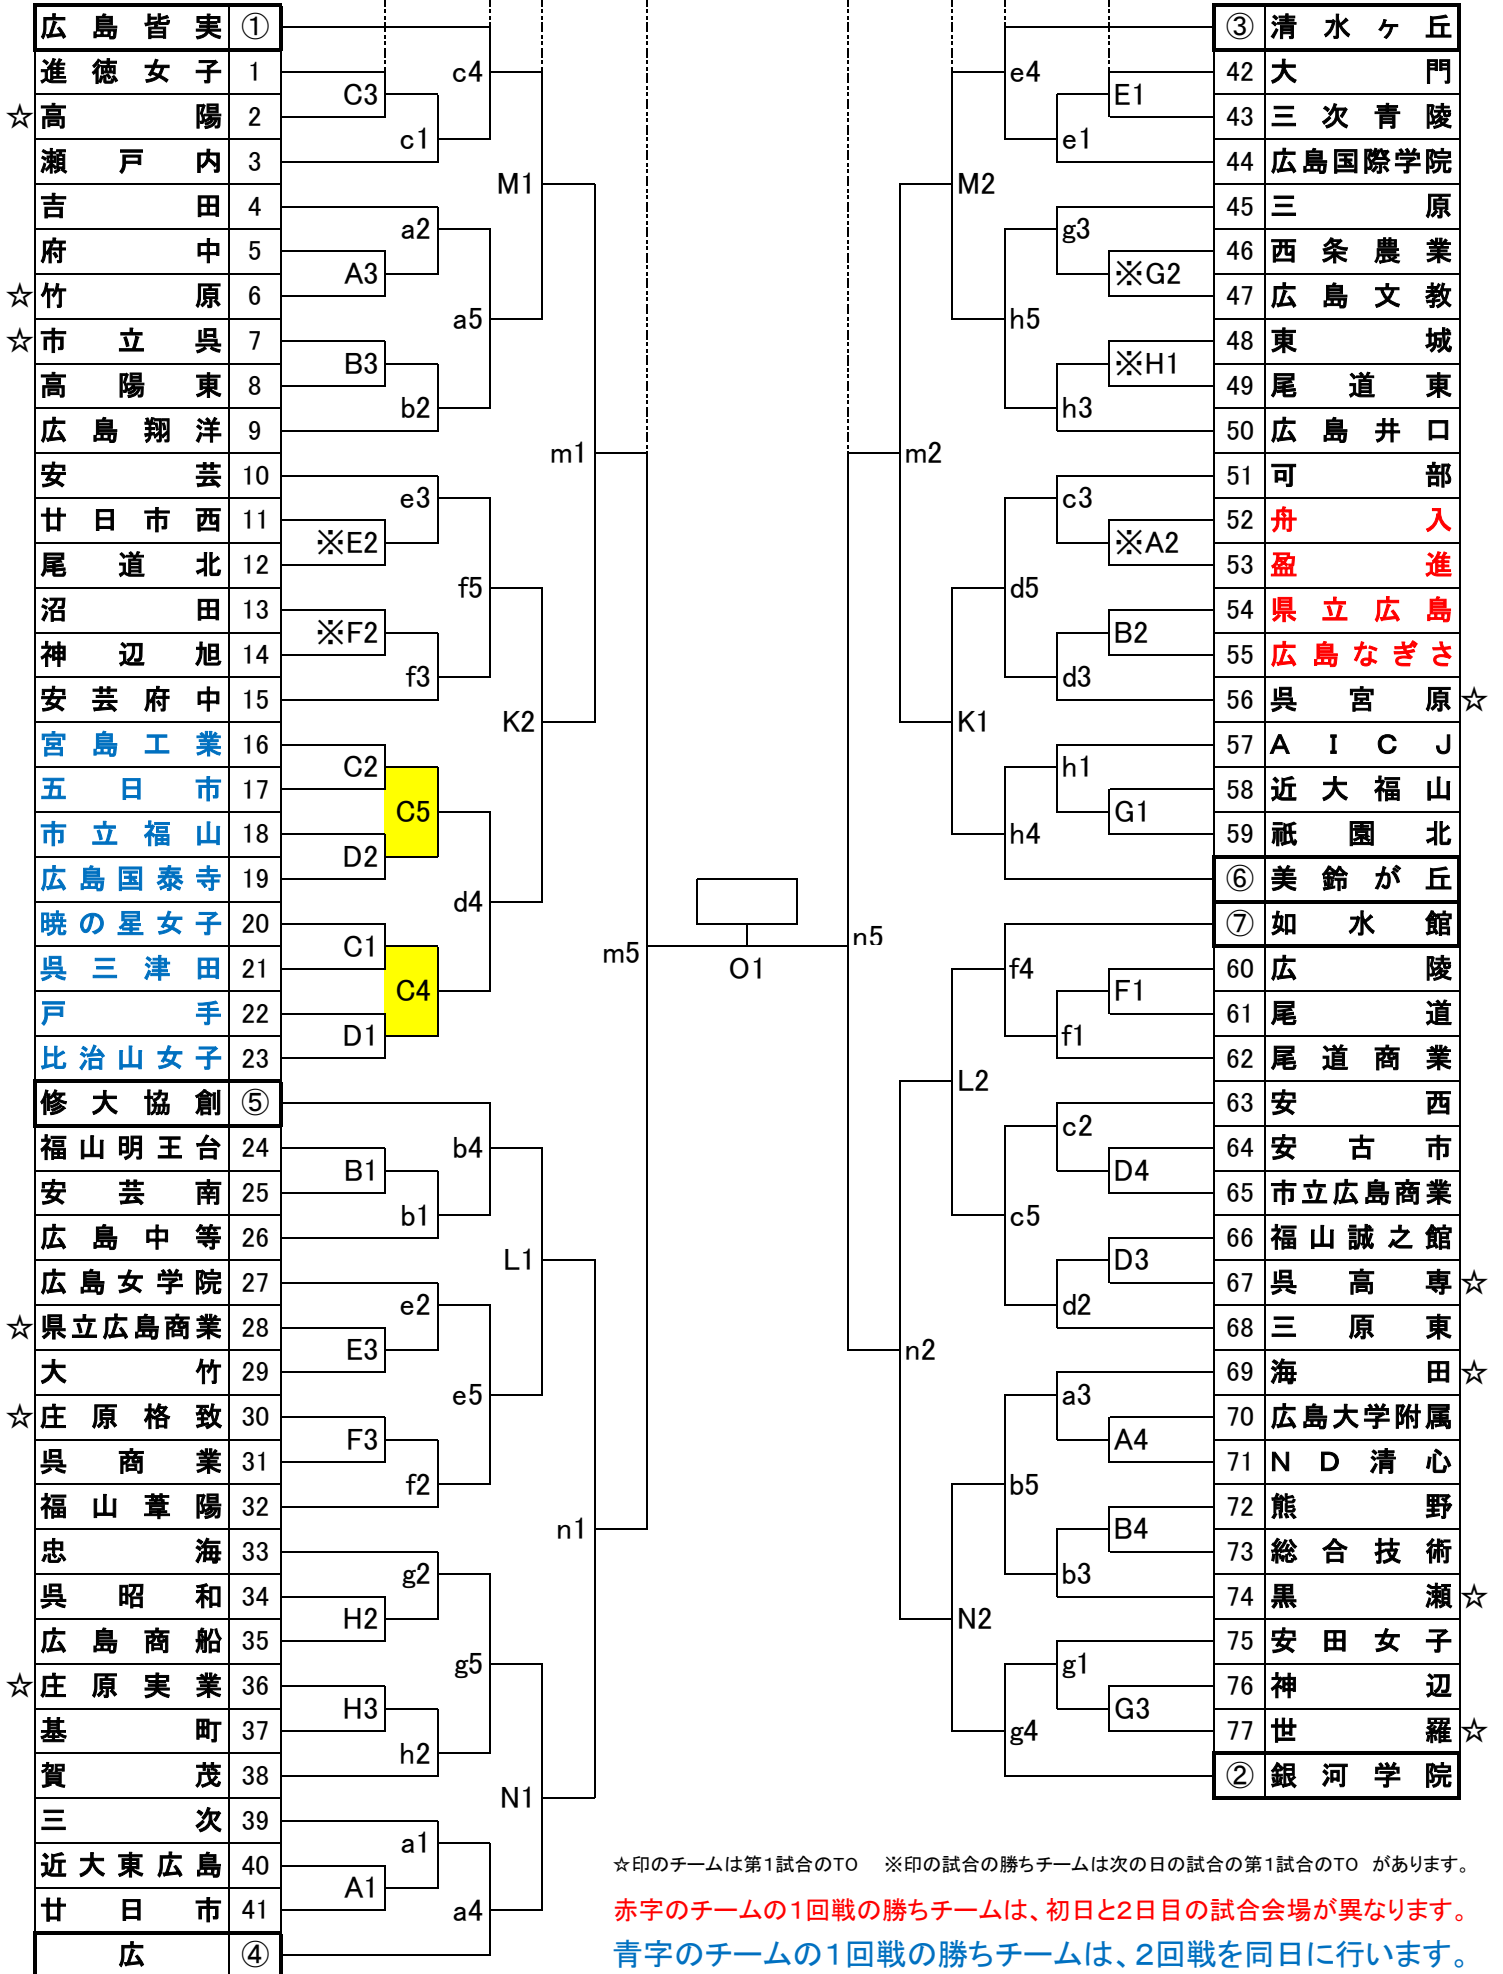 広島皆実 ①
進徳女子 1
☆ 高陽 2
瀬戸内 3
吉田 4
府中 5
☆ 竹原 6
☆ 市立呉 7
高陽東 8
広島翔洋 9
安芸 10
廿日市西 11
尾道北 12
沼田 13
神辺旭 14
安芸府中 15
宮島工業 16
五日市 17
市立福山 18
広島国泰寺 19
暁の星女子 20
呉三津田 21
戸手 22
比治山女子 23
修大協創 ⑤
福山明王台 24
安芸南 25
広島中等 26
広島女学院 27
☆ 県立広島商業 28
大竹 29
☆ 庄原格致 30
呉商業 31
福山葦陽 32
忠海 33
呉昭和 34
広島商船 35
☆ 庄原実業 36
基町 37
賀茂 38
三次 39
近大東広島 40
廿日市 41
広 ④
C3
A3
B3
※E2
※F2
C2
D2
C1
D1
B1
E3
F3
H2
H3
A1
c1
a2
b2
e3
f3
C5
C4
b1
e2
f2
g2
h2
a1
c4
a5
f5
d4
b4
e5
g5
a4
M1
K2
L1
N1
m1
n1
m5
O1
n5
m2
n2
M2
K1
L2
N2
e4
h5
d5
h4
f4
c5
b5
g4
e1
g3
h3
c3
d3
h1
f1
c2
d2
a3
b3
g1
E1
※G2
※H1
※A2
B2
G1
F1
D4
D3
A4
B4
G3
③ 清水ヶ丘
42 大門
43 三次青陵
44 広島国際学院
45 三原
46 西条農業
47 広島文教
48 東城
49 尾道東
50 広島井口
51 可部
52 舟入
53 盈進
54 県立広島
55 広島なぎさ
56 呉宮原 ☆
57 AICJ
58 近大福山
59 祇園北
⑥ 美鈴が丘
⑦ 如水館
60 広陵
61 尾道
62 尾道商業
63 安西
64 安古市
65 市立広島商業
66 福山誠之館
67 呉高専 ☆
68 三原東
69 海田 ☆
70 広島大学附属
71 ND清心
72 熊野
73 総合技術
74 黒瀬 ☆
75 安田女子
76 神辺
77 世羅 ☆
② 銀河学院
☆印のチームは第1試合のTO ※印の試合の勝ちチームは次の日の試合の第1試合のTO があります。
赤字のチームの1回戦の勝ちチームは、初日と2日目の試合会場が異なります。
青字のチームの1回戦の勝ちチームは、2回戦を同日に行います。